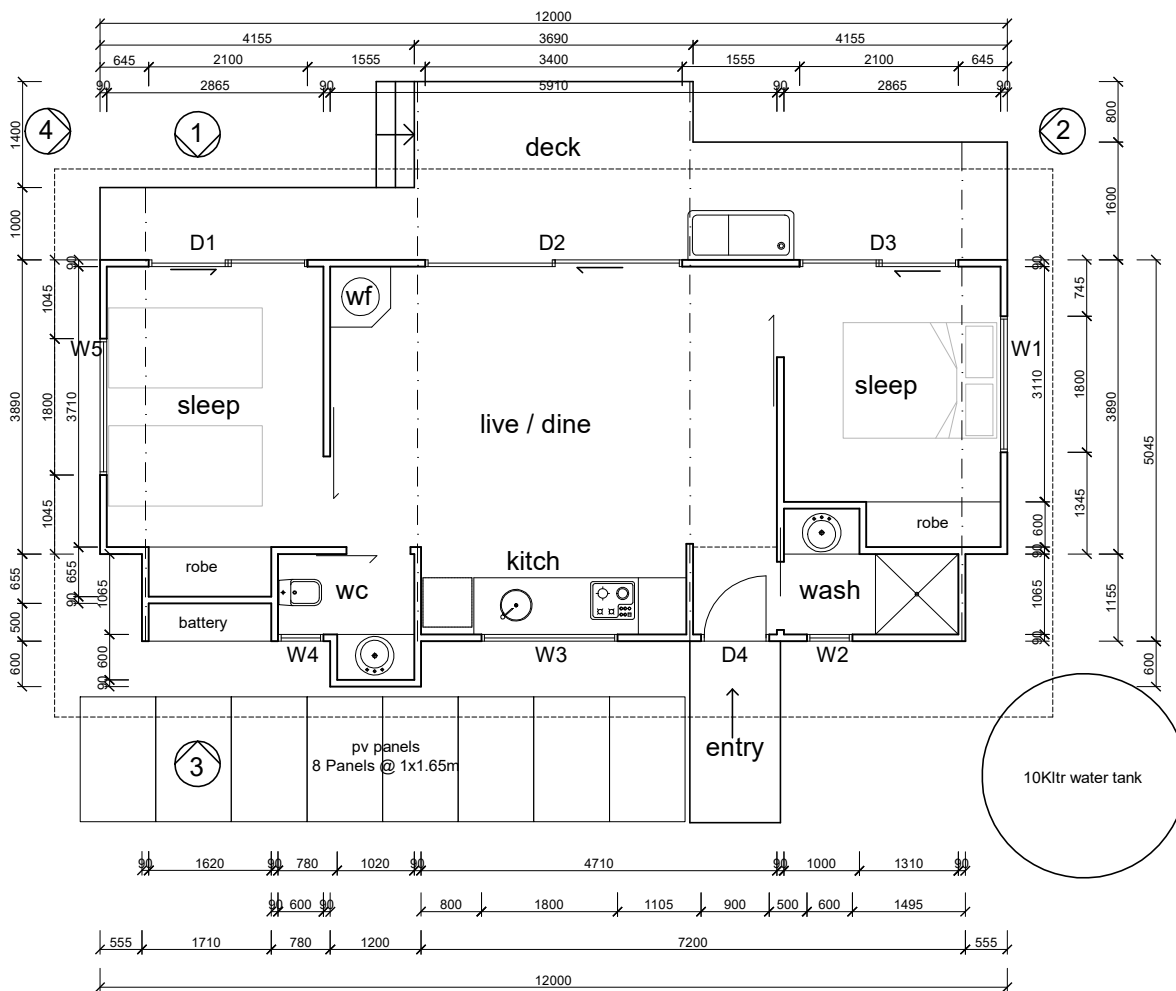 12000
4155 3690 4155
645 2100 1555 3400 1555 2100 645
90 2865 90 5910 90 2865 90
4 1 2
1400 800
deck
1000 1600
D1 D2 D3
90 90 90 90
1045 745
wf
W5 W1
3890 1800 3710 3110 1800 3890
sleep sleep
live / dine
5045
1045 1345
robe 600
90 90
kitch
655 655 1065 robe wc wash 1065 1155
90
500 battery
W4 W3 D4 W2
90
600 600 600
90
entry
pv panels
8 Panels @ 1x1.65m
3
10Kltr water tank
90 1620 90 780 1020 90 4710 90 1000 1310 90
90 600 90 800 1800 1105 900 500 600 1495
555 1710 780 1200 7200 555
12000